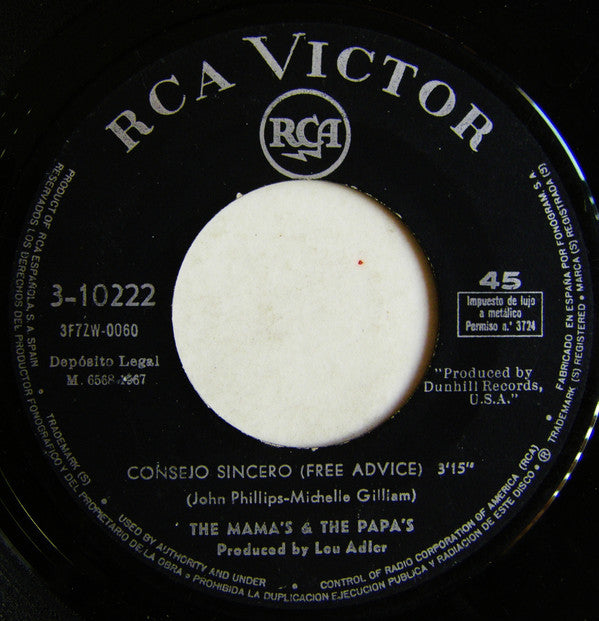 RCA VICTOR
RCA
3-10222
3F7ZW-0060
Depósito Legal
M. 6568-1967
45
Impuesto de lujo
a metálico
Permiso n.° 3724
"Produced by
Dunhill Records,
U.S.A."
CONSEJO SINCERO (FREE ADVICE) 3'15"
(John Phillips-Michelle Gilliam)
THE MAMA'S & THE PAPA'S
Produced by Lou Adler
PRODUCT OF RCA ESPAÑOLA, S. A. SPAIN
RESERVADOS LOS DERECHOS DEL PRODUCTOR FONOGRAFICO Y DEL PROPIETARIO DE LA OBRA • PROHIBIDA LA DUPLICACION EJECUCION PUBLICA Y RADIACION DE ESTE DISCO •
TRADEMARK (S) ® USED BY AUTHORITY AND UNDER CONTROL OF RADIO CORPORATION OF AMERICA (RCA)
FABRICADO EN ESPAÑA POR FONOGRAM, S. A.
TRADEMARK (S) REGISTERED • MARCA (S) REGISTRADA (S)